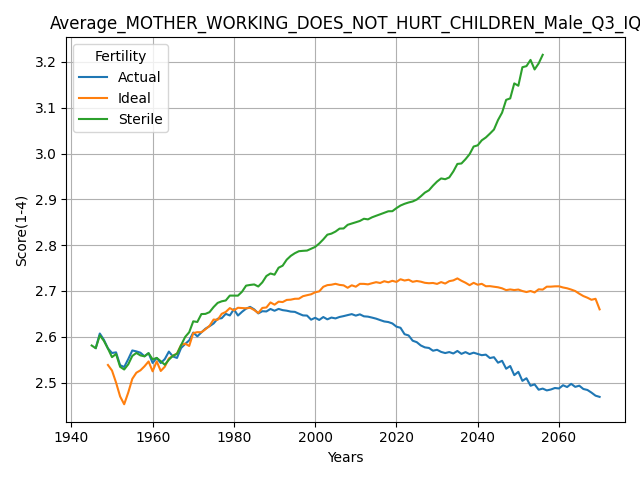 Average_MOTHER_WORKING_DOES_NOT_HURT_CHILDREN_Male_Q3_IQ
Fertility
Actual
Ideal
Sterile
Score(1-4)
3.2
3.1
3.0
2.9
2.8
2.7
2.6
2.5
1940 1960 1980 2000 2020 2040 2060
Years